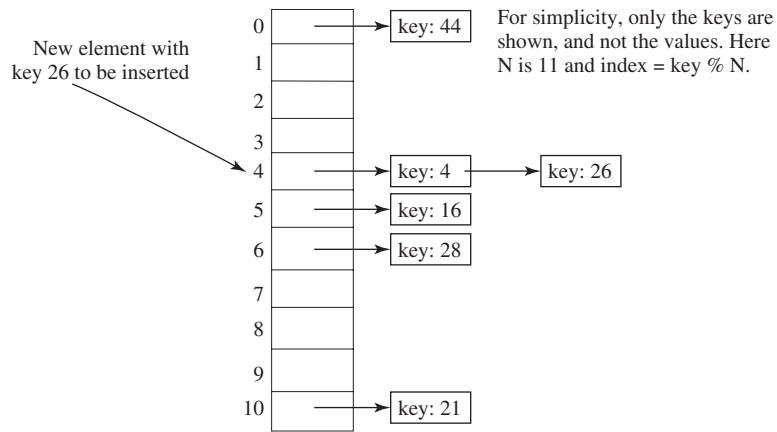 New element with
key 26 to be inserted
0
1
2
3
4
5
6
7
8
9
10
key: 44
key: 4
key: 26
key: 16
key: 28
key: 21
For simplicity, only the keys are
shown, and not the values. Here
N is 11 and index = key % N.